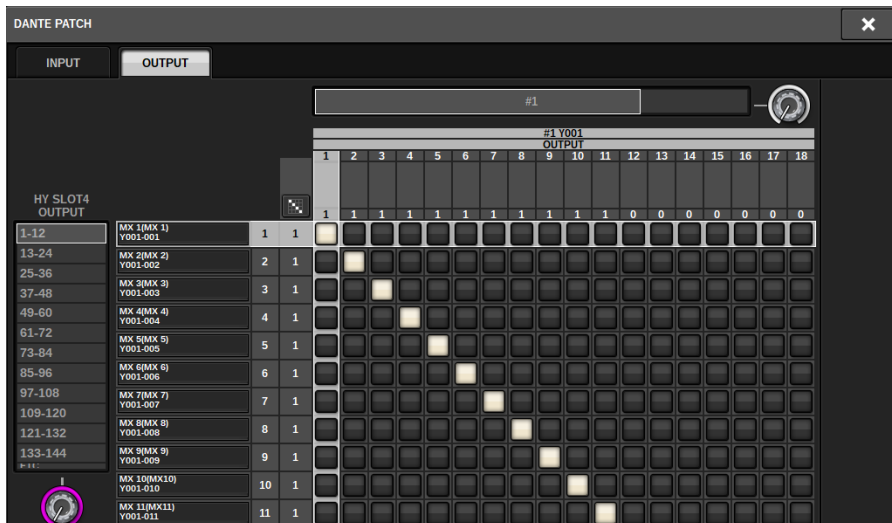 DANTE PATCH
INPUT
OUTPUT
#1
#1 Y001
OUTPUT
1 2 3 4 5 6 7 8 9 10 11 12 13 14 15 16 17 18
1 1 1 1 1 1 1 1 1 1 1 0 0 0 0 0 0 0
HY SLOT4
OUTPUT
1-12
13-24
25-36
37-48
49-60
61-72
73-84
85-96
97-108
109-120
121-132
133-144
MX 1(MX 1)
Y001-001
1 1
MX 2(MX 2)
Y001-002
2 1
MX 3(MX 3)
Y001-003
3 1
MX 4(MX 4)
Y001-004
4 1
MX 5(MX 5)
Y001-005
5 1
MX 6(MX 6)
Y001-006
6 1
MX 7(MX 7)
Y001-007
7 1
MX 8(MX 8)
Y001-008
8 1
MX 9(MX 9)
Y001-009
9 1
MX 10(MX10)
Y001-010
10 1
MX 11(MX11)
Y001-011
11 1